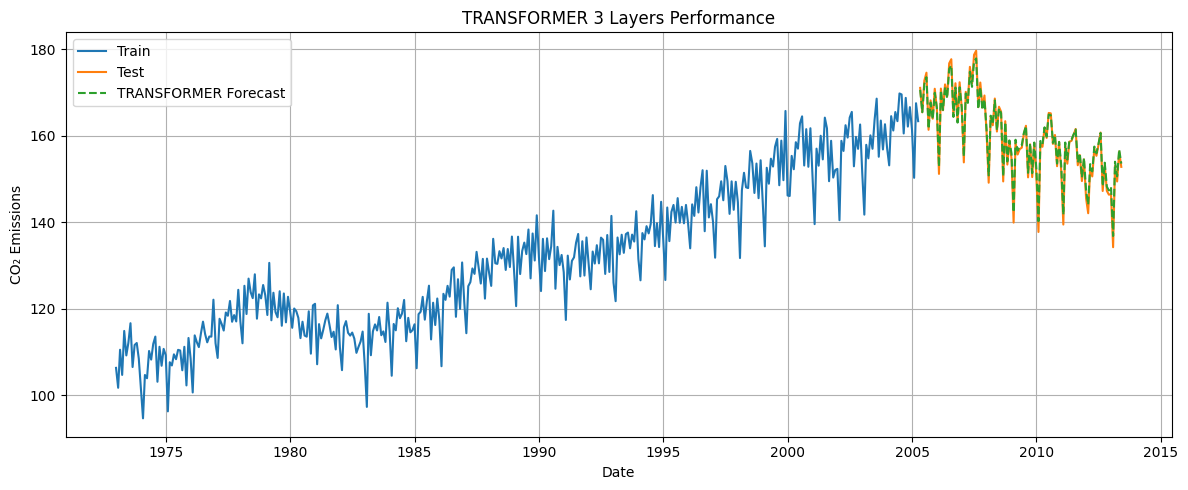 TRANSFORMER 3 Layers Performance
Train
Test
TRANSFORMER Forecast
180
160
140
120
100
CO₂ Emissions
1975
1980
1985
1990
1995
2000
2005
2010
2015
Date